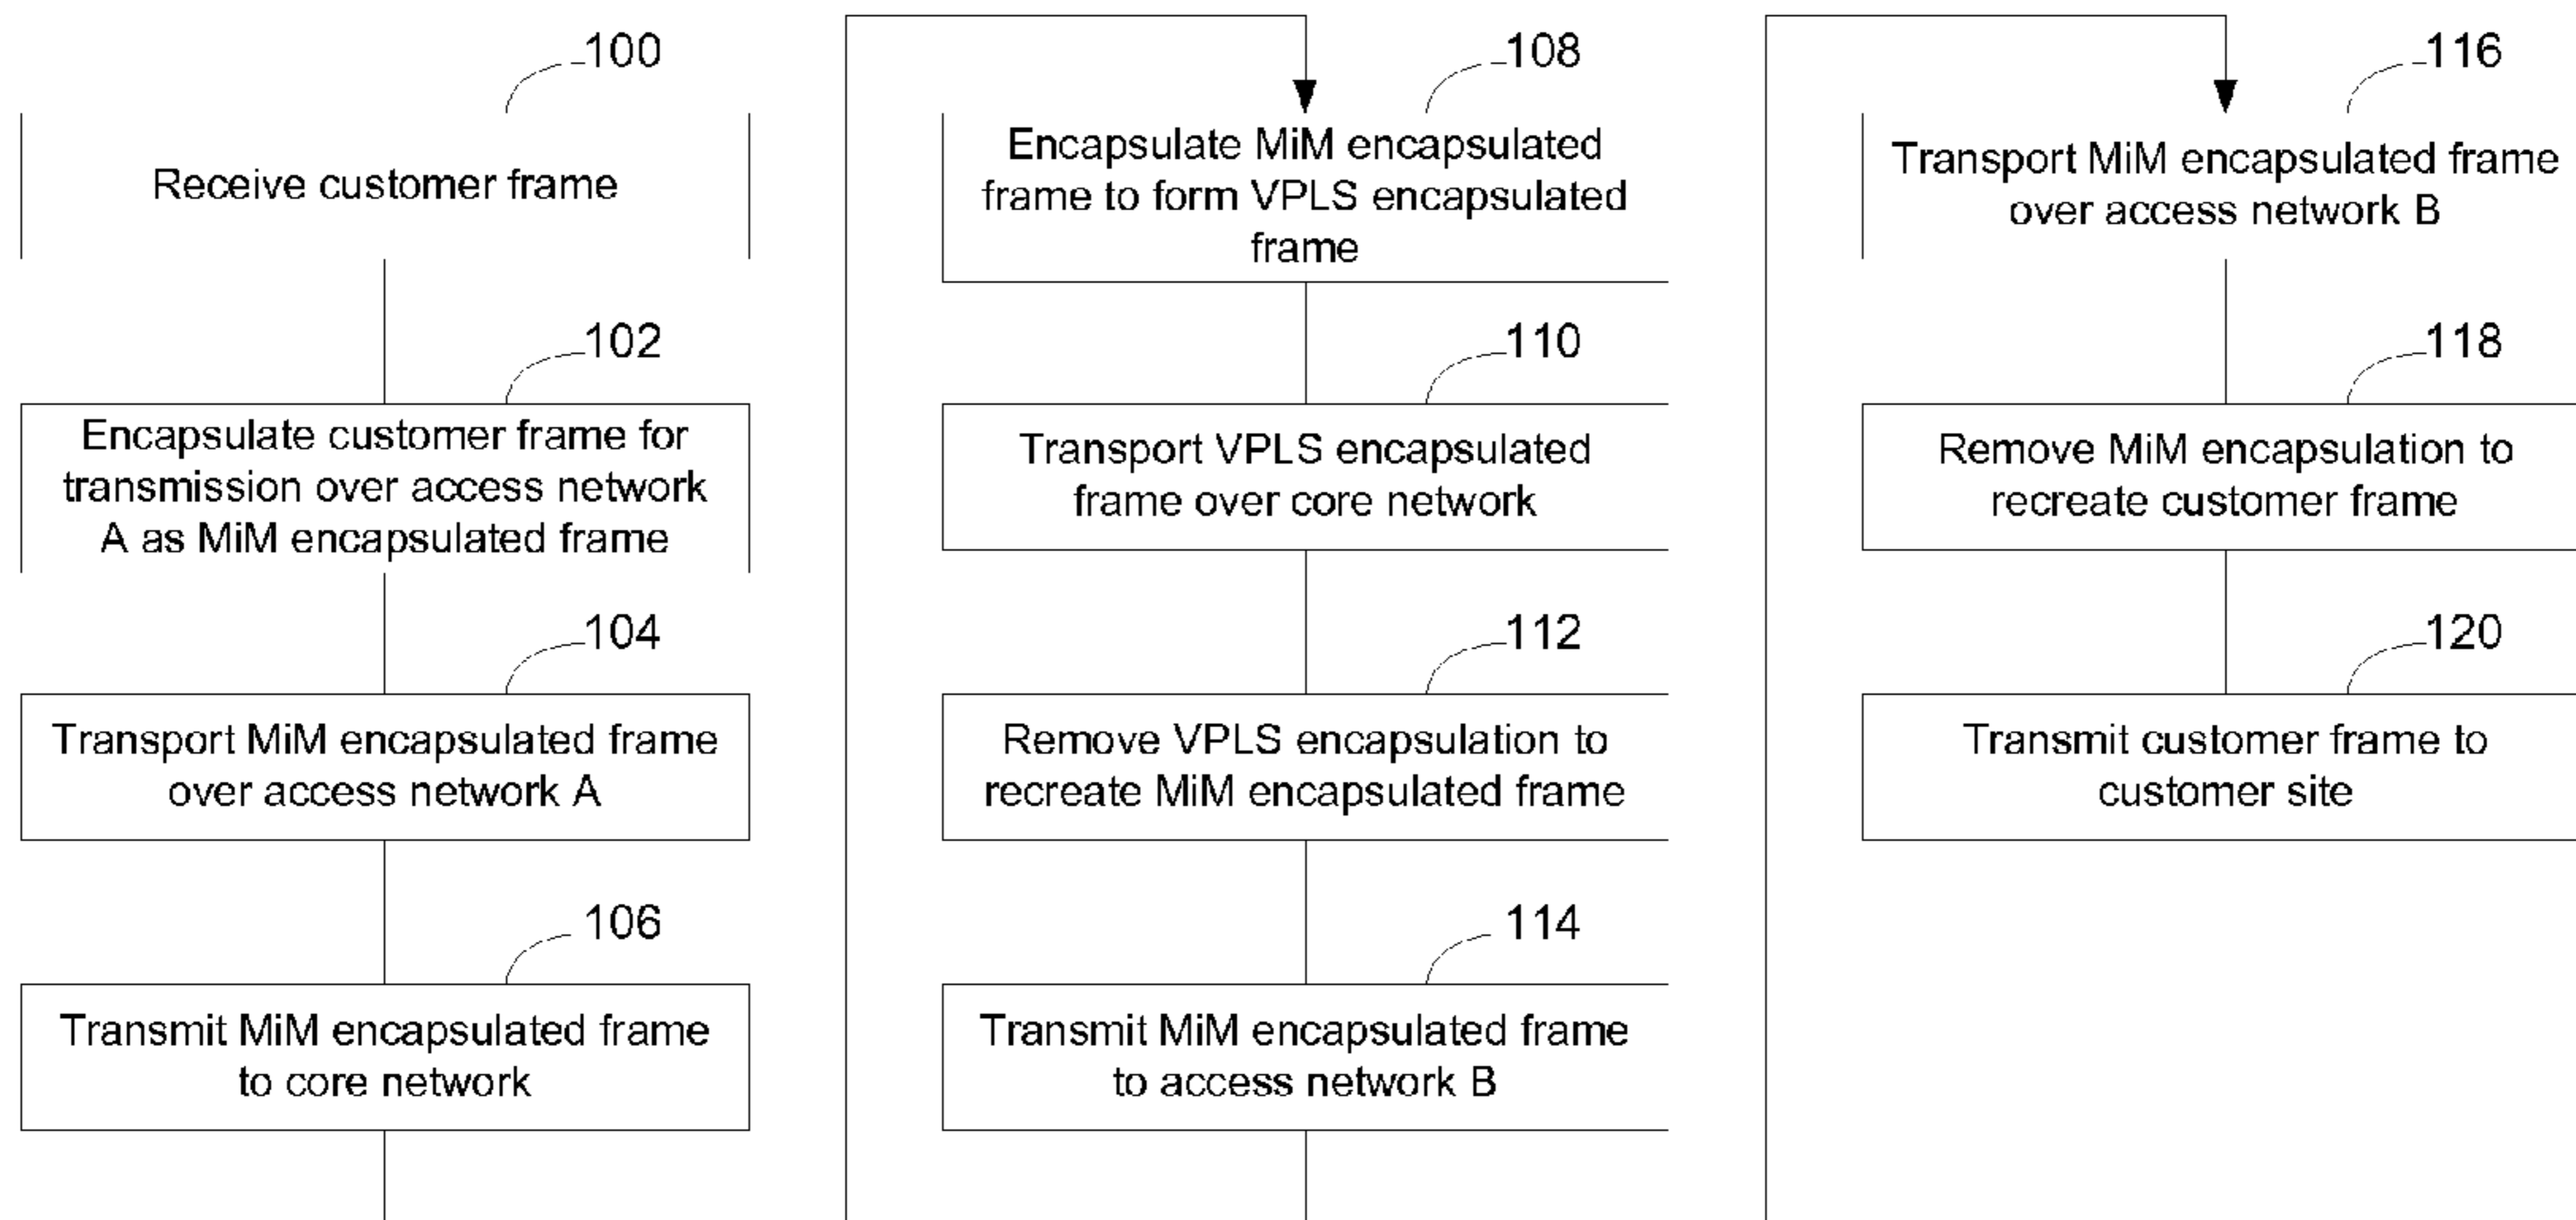 100
Receive customer frame
102
Encapsulate customer frame for
transmission over access network
A as MiM encapsulated frame
104
Transport MiM encapsulated frame
over access network A
106
Transmit MiM encapsulated frame
to core network
108
Encapsulate MiM encapsulated
frame to form VPLS encapsulated
frame
110
Transport VPLS encapsulated
frame over core network
112
Remove VPLS encapsulation to
recreate MiM encapsulated frame
114
Transmit MiM encapsulated frame
to access network B
116
Transport MiM encapsulated frame
over access network B
118
Remove MiM encapsulation to
recreate customer frame
120
Transmit customer frame to
customer site